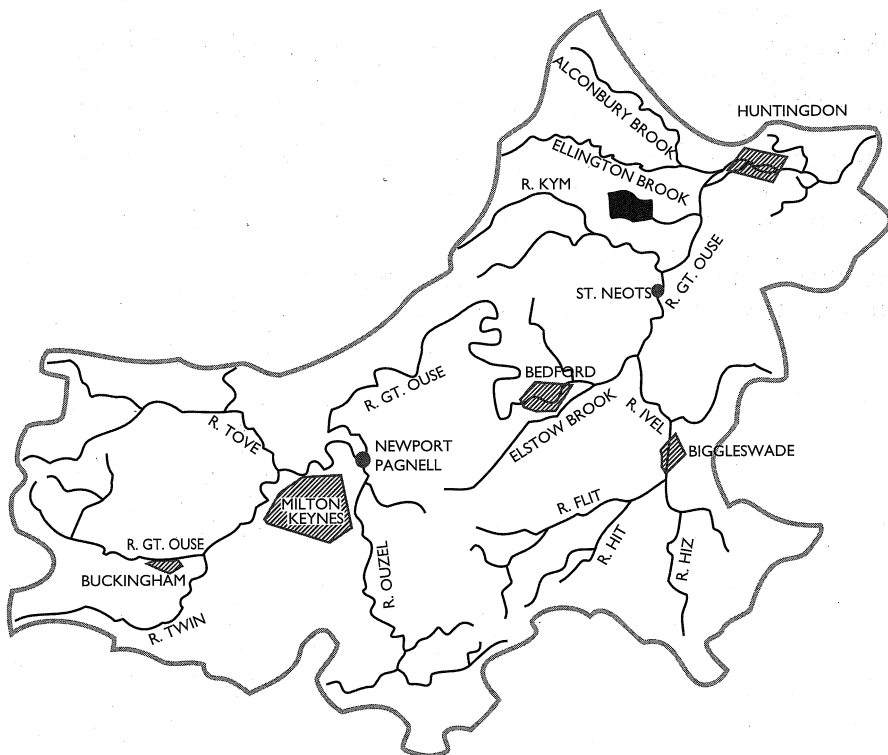 ALCONBURY BROOK
HUNTINGDON
ELLINGTON BROOK
R. KYM
ST. NEOTS
R. GT. OUSE
BEDFORD
R. GT. OUSE
R. IVEL
ELSTOW BROOK
R. TOVE
NEWPORT
PAGNELL
BIGGLESWADE
MILTON
KEYNES
R. FLIT
R. GT. OUSE
R. HIT
R. HIZ
BUCKINGHAM
R. OUZEL
R. TWIN